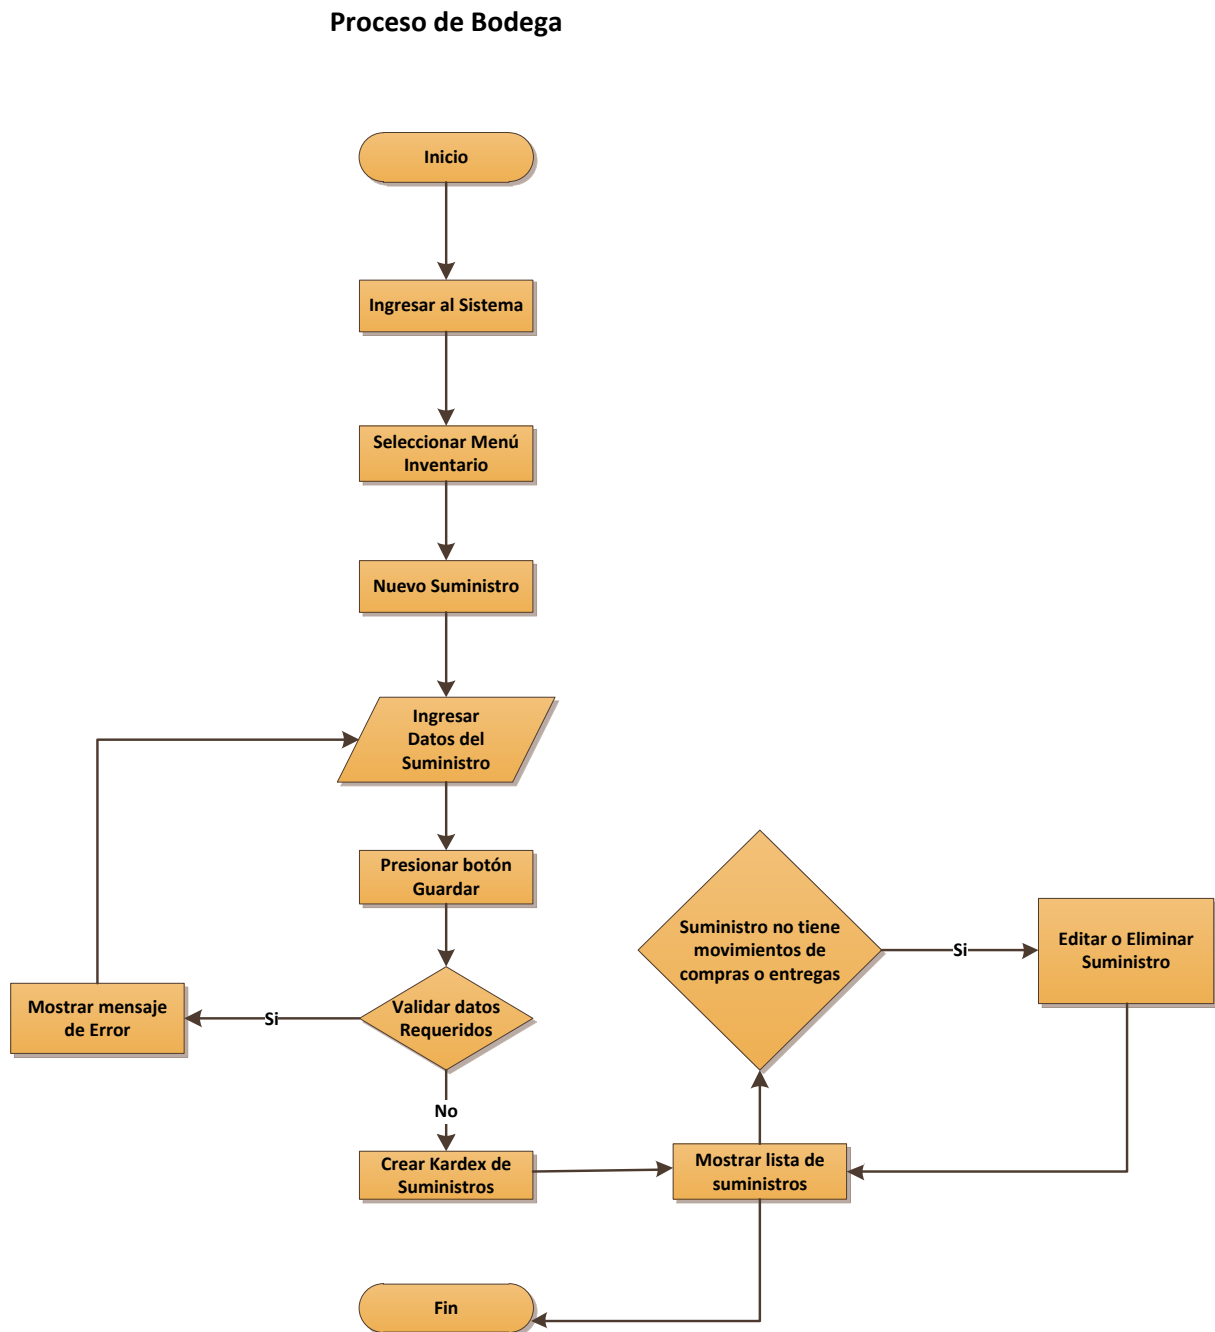 Proceso de Bodega
Inicio
Ingresar al Sistema
Seleccionar Menú
Inventario
Nuevo Suministro
Ingresar
Datos del
Suministro
Presionar botón
Guardar
Suministro no tiene
movimientos de
compras o entregas
Si
Editar o Eliminar
Suministro
Mostrar mensaje
de Error
Si
Validar datos
Requeridos
No
Crear Kardex de
Suministros
Mostrar lista de
suministros
Fin